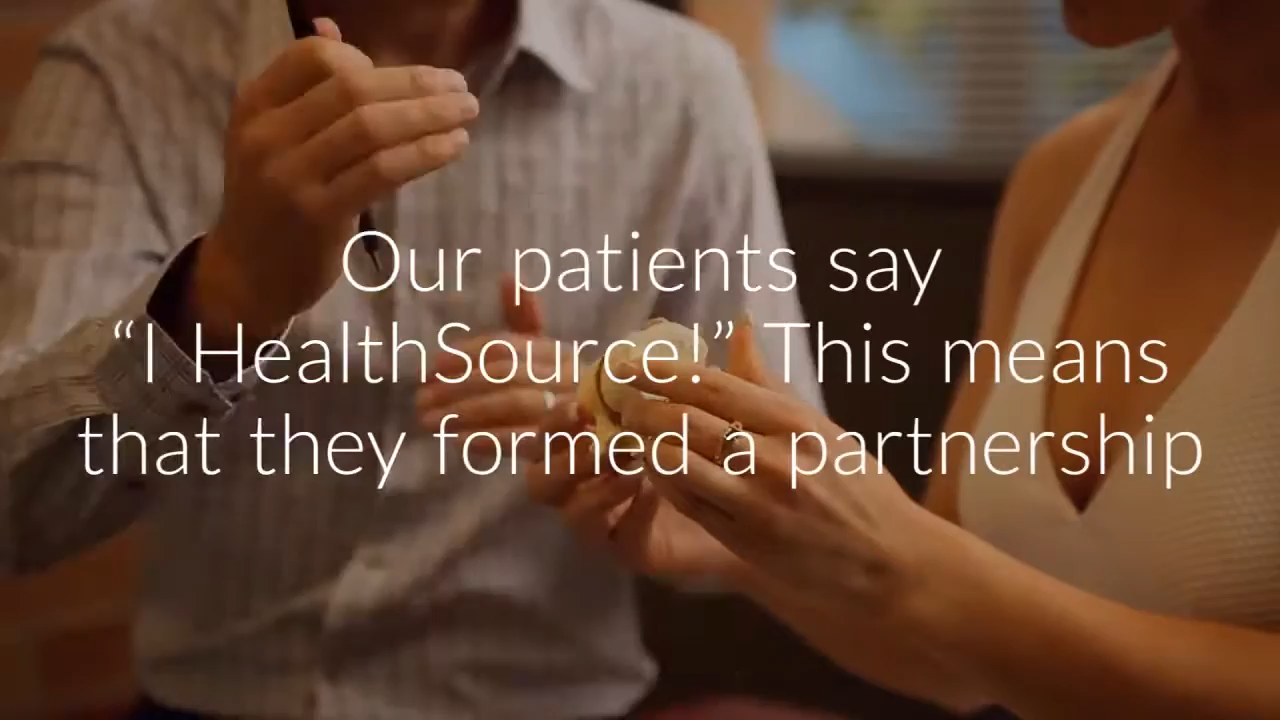 Our patients say
“I HealthSource!” This means
that they formed a partnership